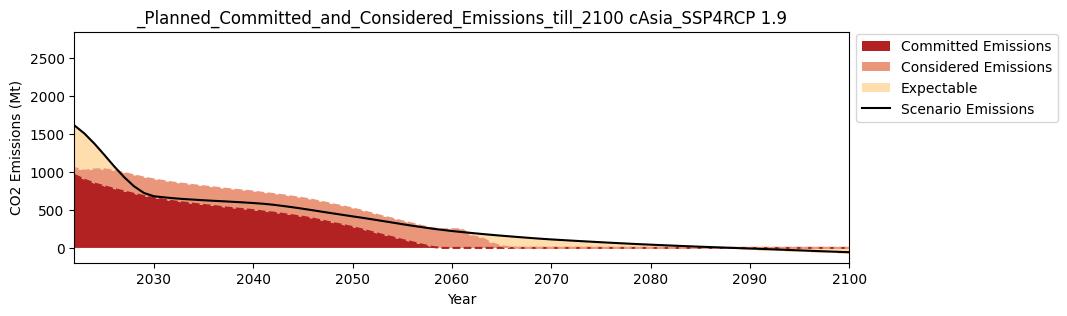 _Planned_Committed_and_Considered_Emissions_till_2100 cAsia_SSP4RCP 1.9
Committed Emissions
Considered Emissions
Expectable
Scenario Emissions
CO2 Emissions (Mt)
2500
2000
1500
1000
500
0
2030 2040 2050 2060 2070 2080 2090 2100
Year